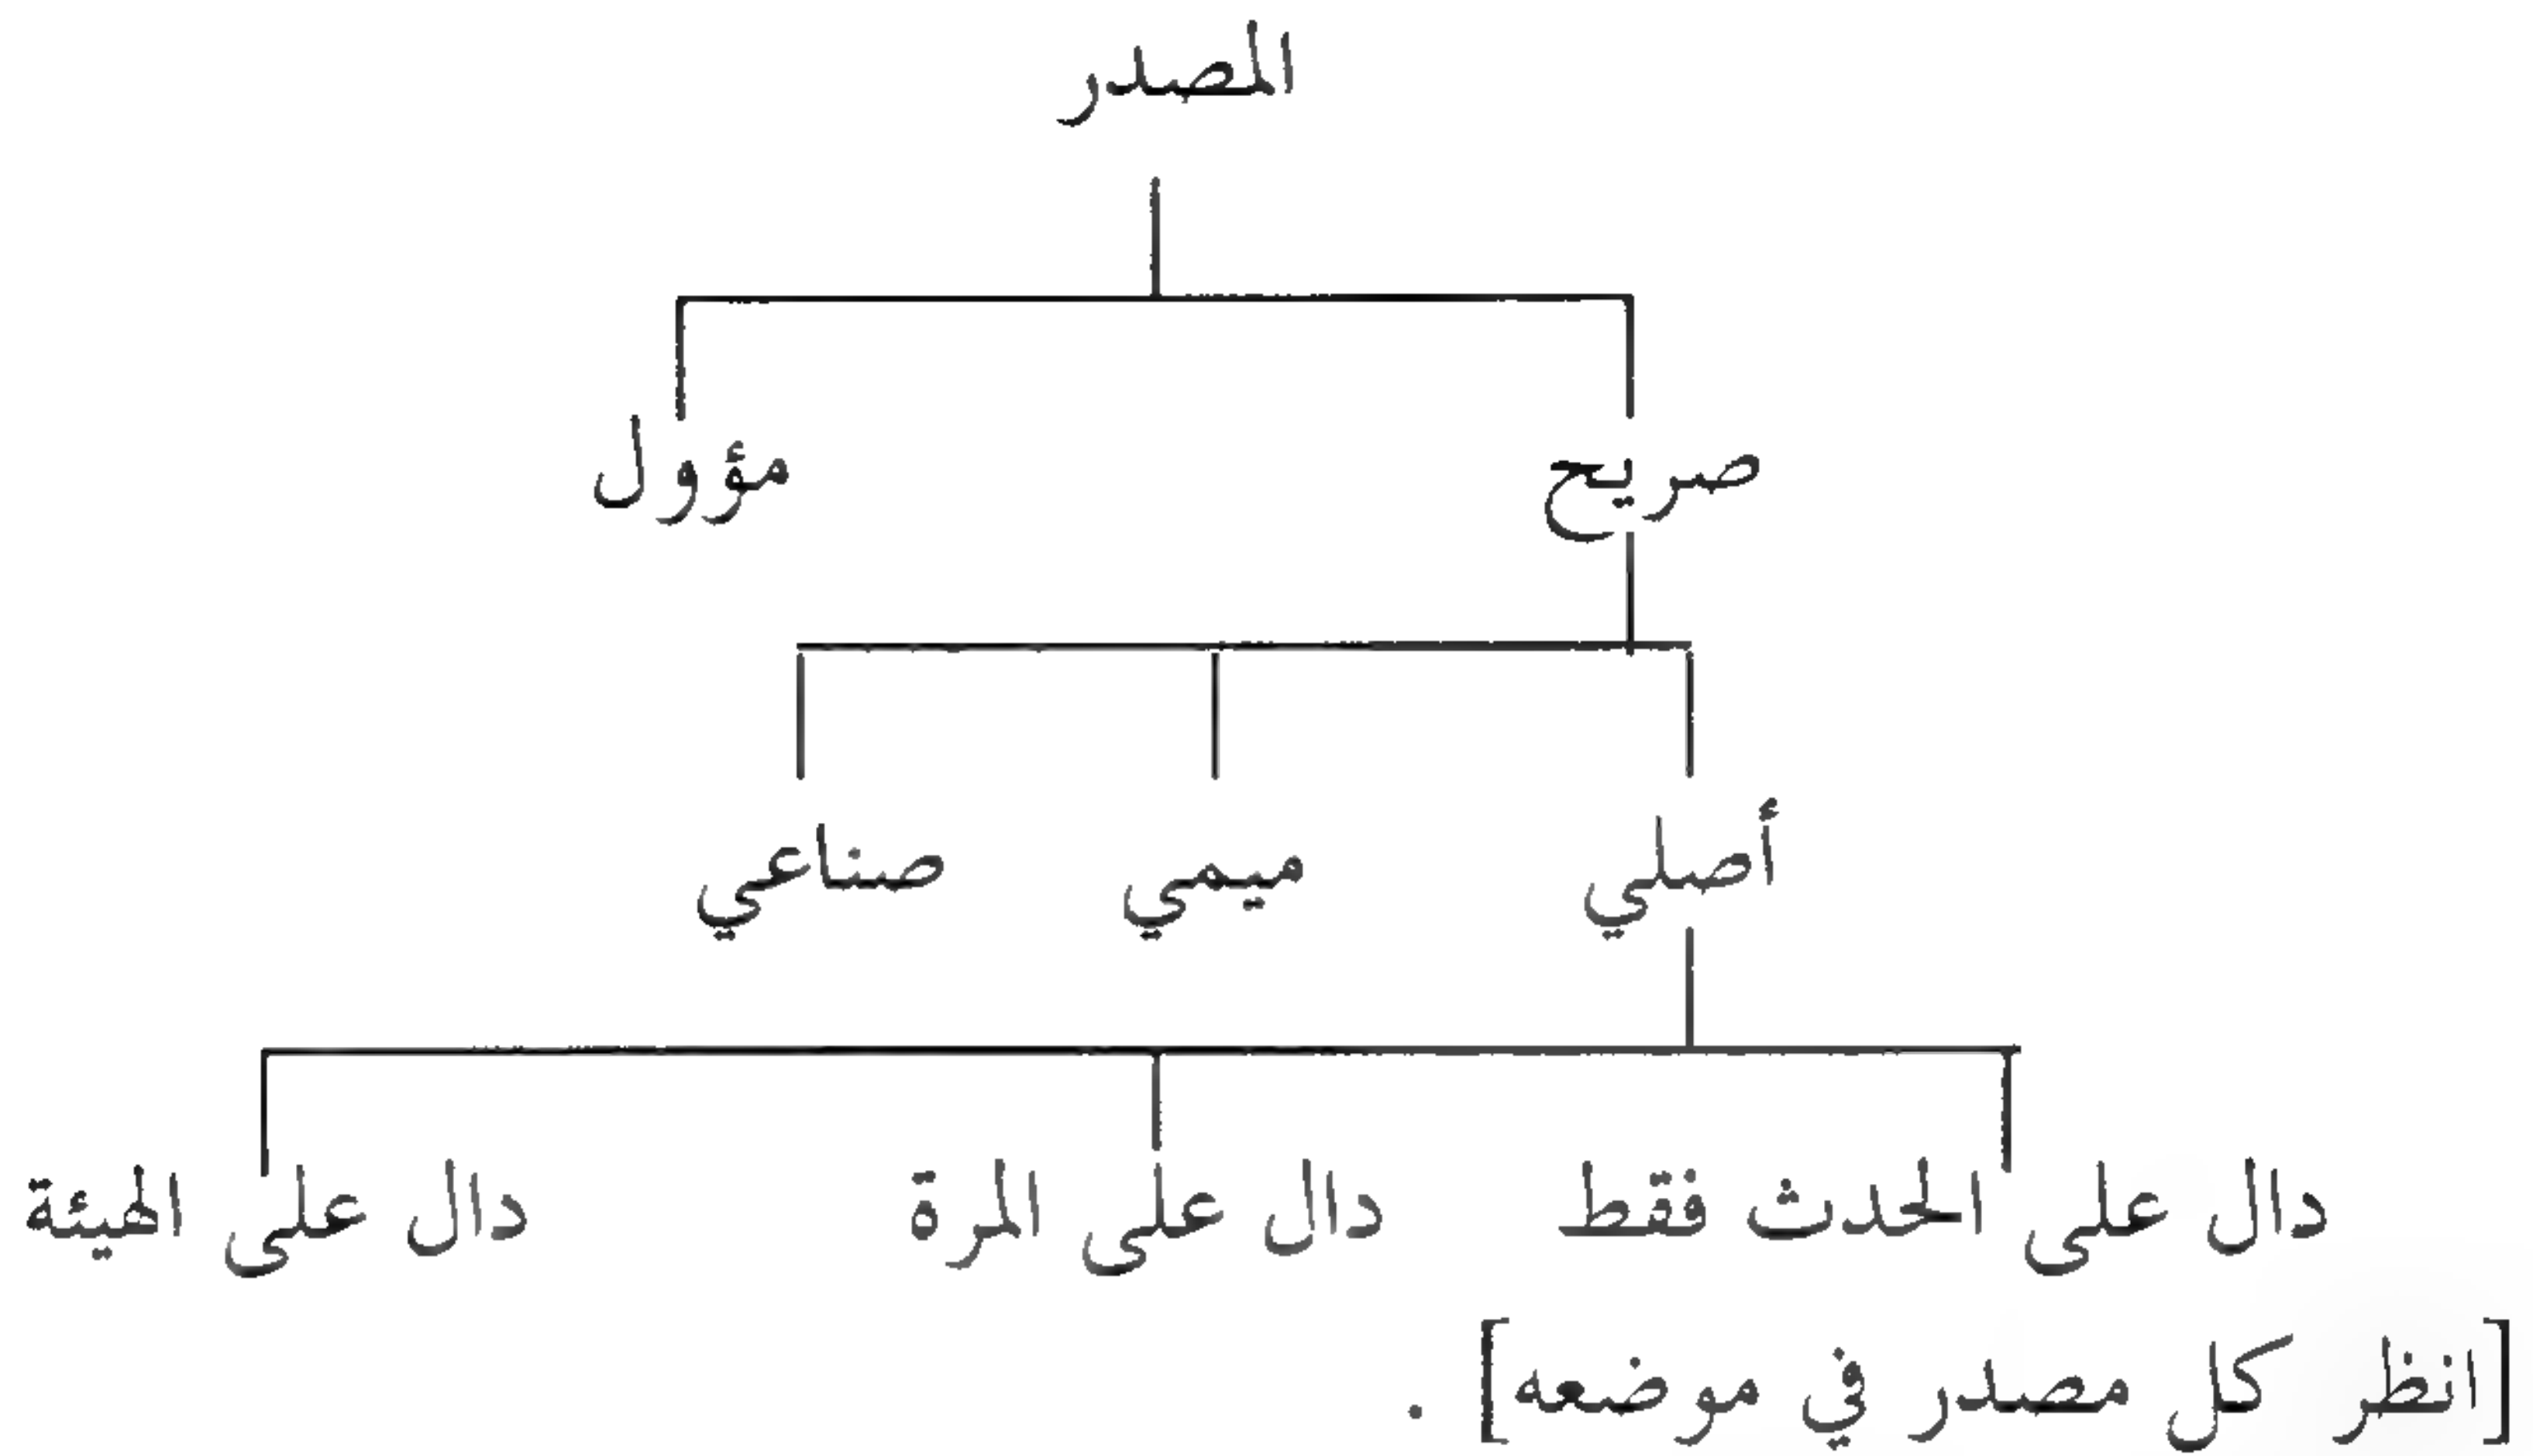 المصدر
صريح مؤول
أصلي ميمي صناعي
دال على الحدث فقط دال على المرة دال على الهيئة
[انظر كل مصدر في موضعه] .